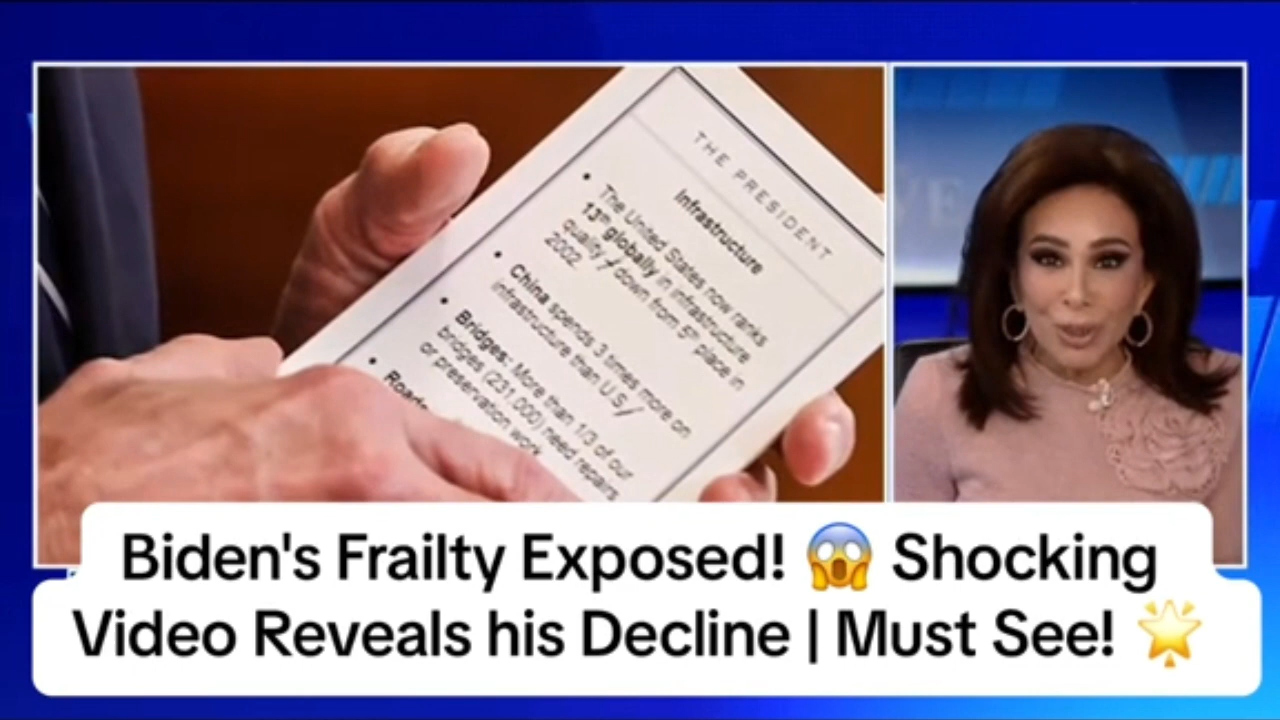 THE PRESIDENT
Infrastructure
• The United States now ranks
13th globally in infrastructure
quality / down from 5th place in
2002
• China spends 3 times more on
infrastructure than U.S. /
• Bridges: More than 1/3 of our
bridges (231,000) need repairs
or preservation work
• Roads
Biden's Frailty Exposed! 😱 Shocking
Video Reveals his Decline | Must See! 🌟